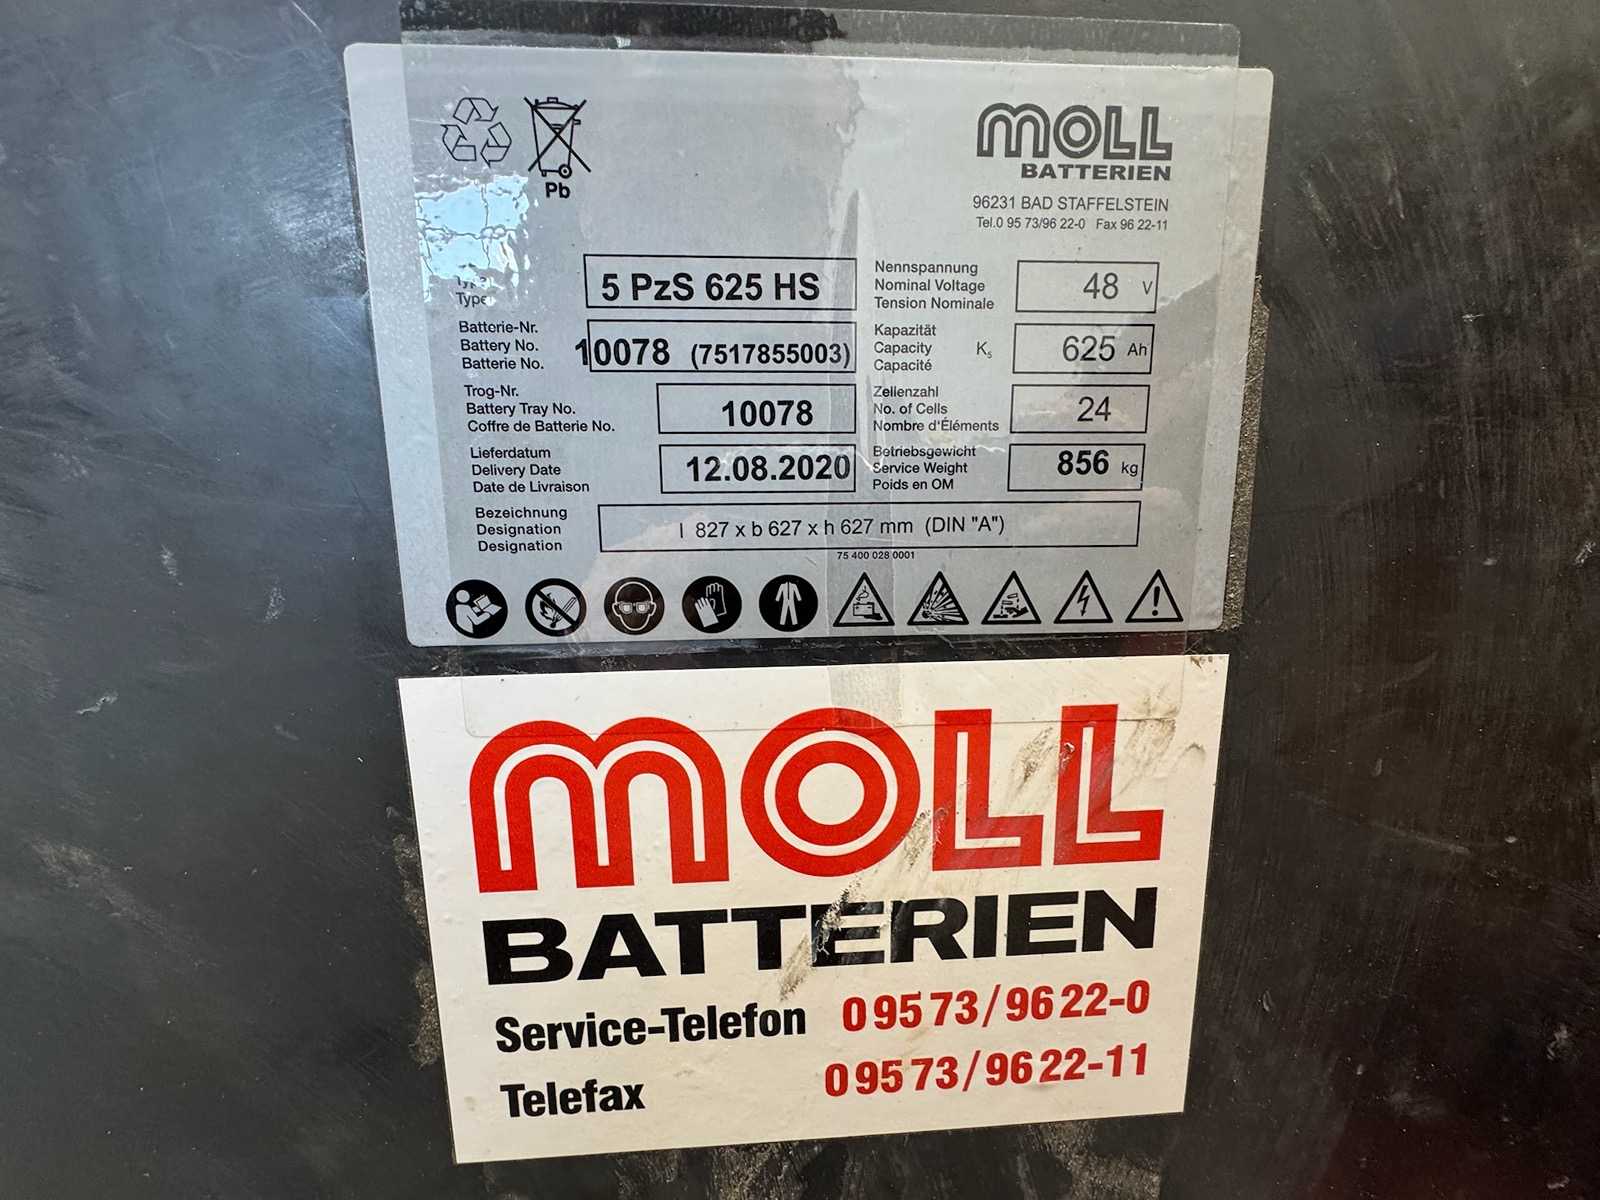 Pb
MOLL
BATTERIEN
96231 BAD STAFFELSTEIN
Tel.0 95 73/96 22-0 Fax 96 22-11
Type
Type
5 PzS 625 HS
Nennspannung
Nominal Voltage
Tension Nominale
48 V
Batterie-Nr.
Battery No.
Batterie No.
10078 (7517855003)
Kapazität
Capacity
Capacité
K5
625 Ah
Trog-Nr.
Battery Tray No.
Coffre de Batterie No.
10078
Zellenzahl
No. of Cells
Nombre d'Éléments
24
Lieferdatum
Delivery Date
Date de Livraison
12.08.2020
Betriebsgewicht
Service Weight
Poids en OM
856 kg
Bezeichnung
Designation
Designation
l 827 x b 627 x h 627 mm (DIN "A")
75 400 028 0001
MOLL
BATTERIEN
Service-Telefon 0 95 73/96 22-0
Telefax 0 95 73/96 22-11